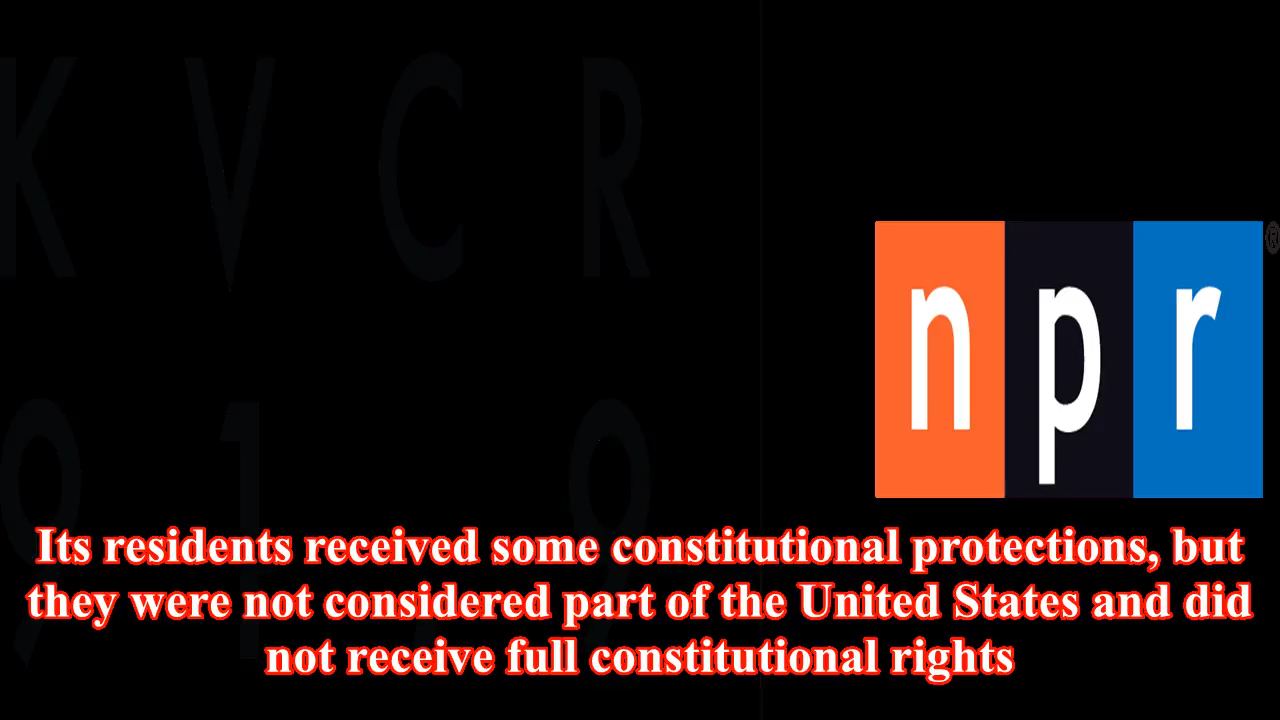 K V C R
n p r
®
9 1 . 9
Its residents received some constitutional protections, but
they were not considered part of the United States and did
not receive full constitutional rights